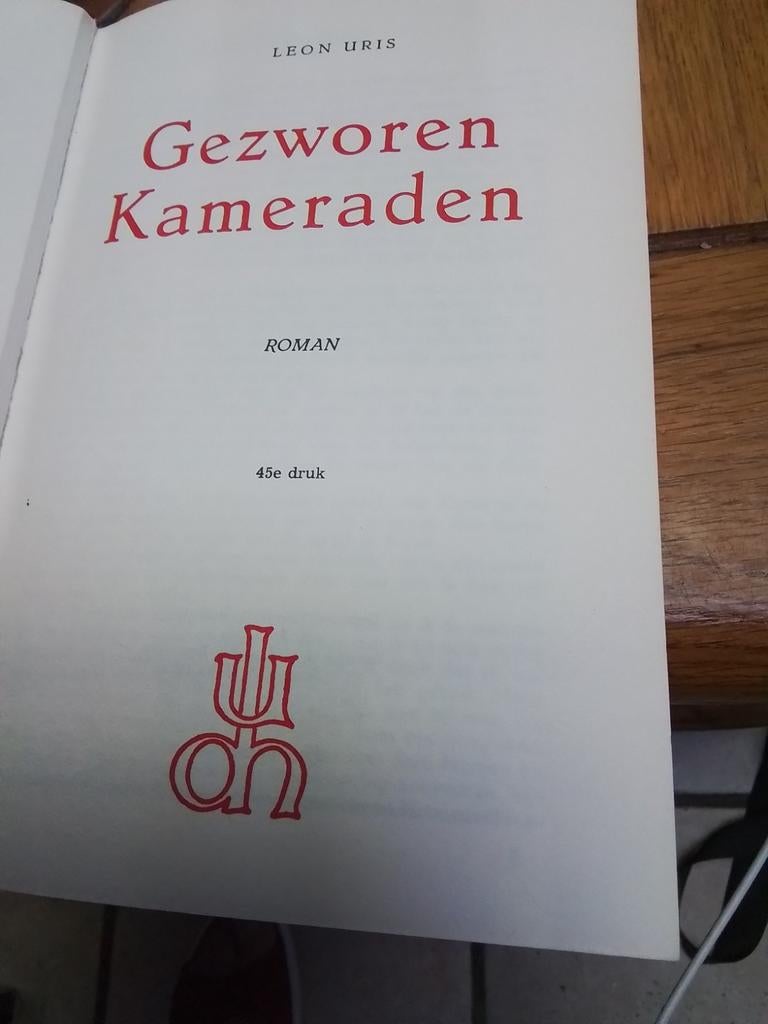 LEON URIS
Gezworen
Kameraden
ROMAN
45e druk